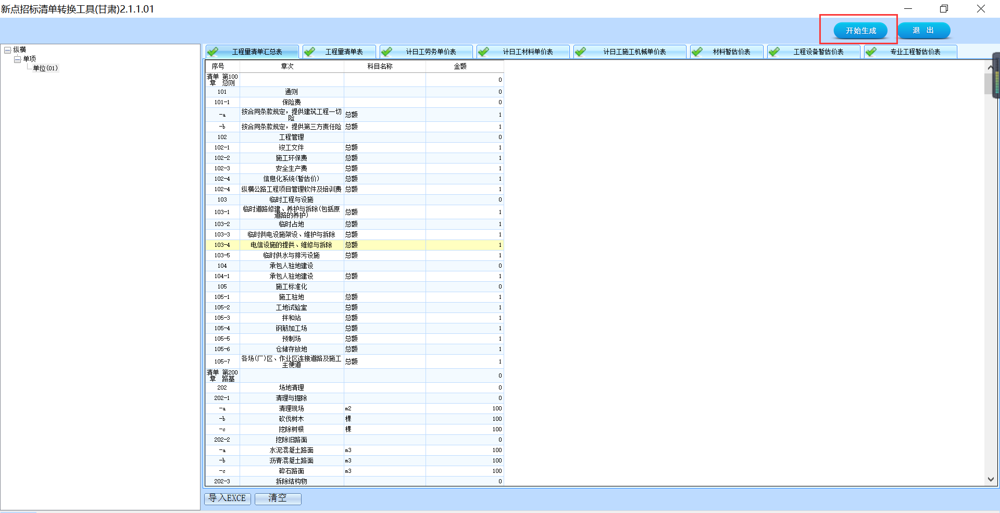 新点招标清单转换工具(甘肃)2.1.1.01
开始生成
退 出
纵横
单项
单位(01)
工程量清单汇总表
工程量清单表
计日工劳务单价表
计日工材料单价表
计日工施工机械单价表
材料暂估价表
工程设备暂估价表
专业工程暂估价表
序号 章次 科目名称 金额
清单 第100
章 总则
0
101 通则 0
101-1 保险费 0
-a 按合同条款规定，提供建筑工程一切
险
总额 1
-b 按合同条款规定，提供第三方责任险 总额 1
102 工程管理 0
102-1 竣工文件 总额 1
102-2 施工环保费 总额 1
102-3 安全生产费 总额 1
102-4 信息化系统(暂估价) 总额 1
102-4 纵横公路工程项目管理软件及培训费 总额 1
103 临时工程与设施 0
103-1 临时道路修建、养护与拆除(包括原
道路的养护)
总额 1
103-2 临时占地 总额 1
103-3 临时供电设施架设、维护与拆除 总额 1
103-4 电信设施的提供、维修与拆除 总额 1
103-5 临时供水与排污设施 总额 1
104 承包人驻地建设 0
104-1 承包人驻地建设 总额 1
105 施工标准化 0
105-1 施工驻地 总额 1
105-2 工地试验室 总额 1
105-3 拌和站 总额 1
105-4 钢筋加工场 总额 1
105-5 预制场 总额 1
105-6 仓储存放地 总额 1
105-7 各场(厂)区、作业区连接道路及施工
主便道
总额 1
清单 第200
章 路基
0
202 场地清理 0
202-1 清理与掘除 0
-a 清理现场 m2 100
-b 砍伐树木 棵 100
-c 挖除树根 棵 100
202-2 挖除旧路面 0
-a 水泥混凝土路面 m3 100
-b 沥青混凝土路面 m3 100
-c 碎石路面 m3 100
202-3 拆除结构物 0
导入EXCE
清空